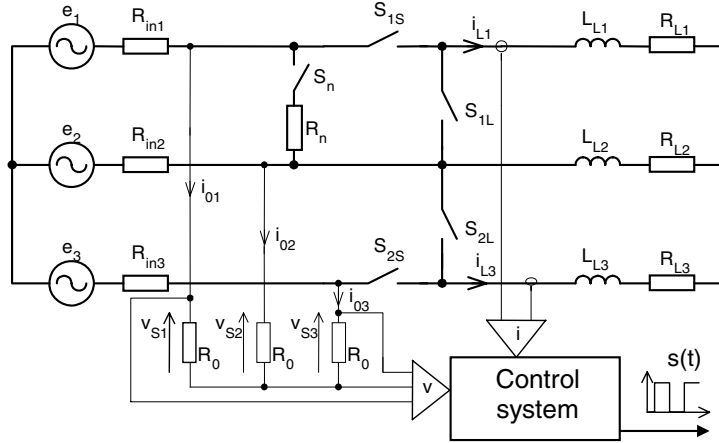 e1 Rin1 S1S iL1 LL1 RL1
Sn S1L
Rn
e2 Rin2 LL2 RL2
i01
i02 S2L
e3 Rin3 S2S iL3 LL3 RL3
i03
vS1 vS2 vS3 i
R0 R0 R0
v Control system s(t)